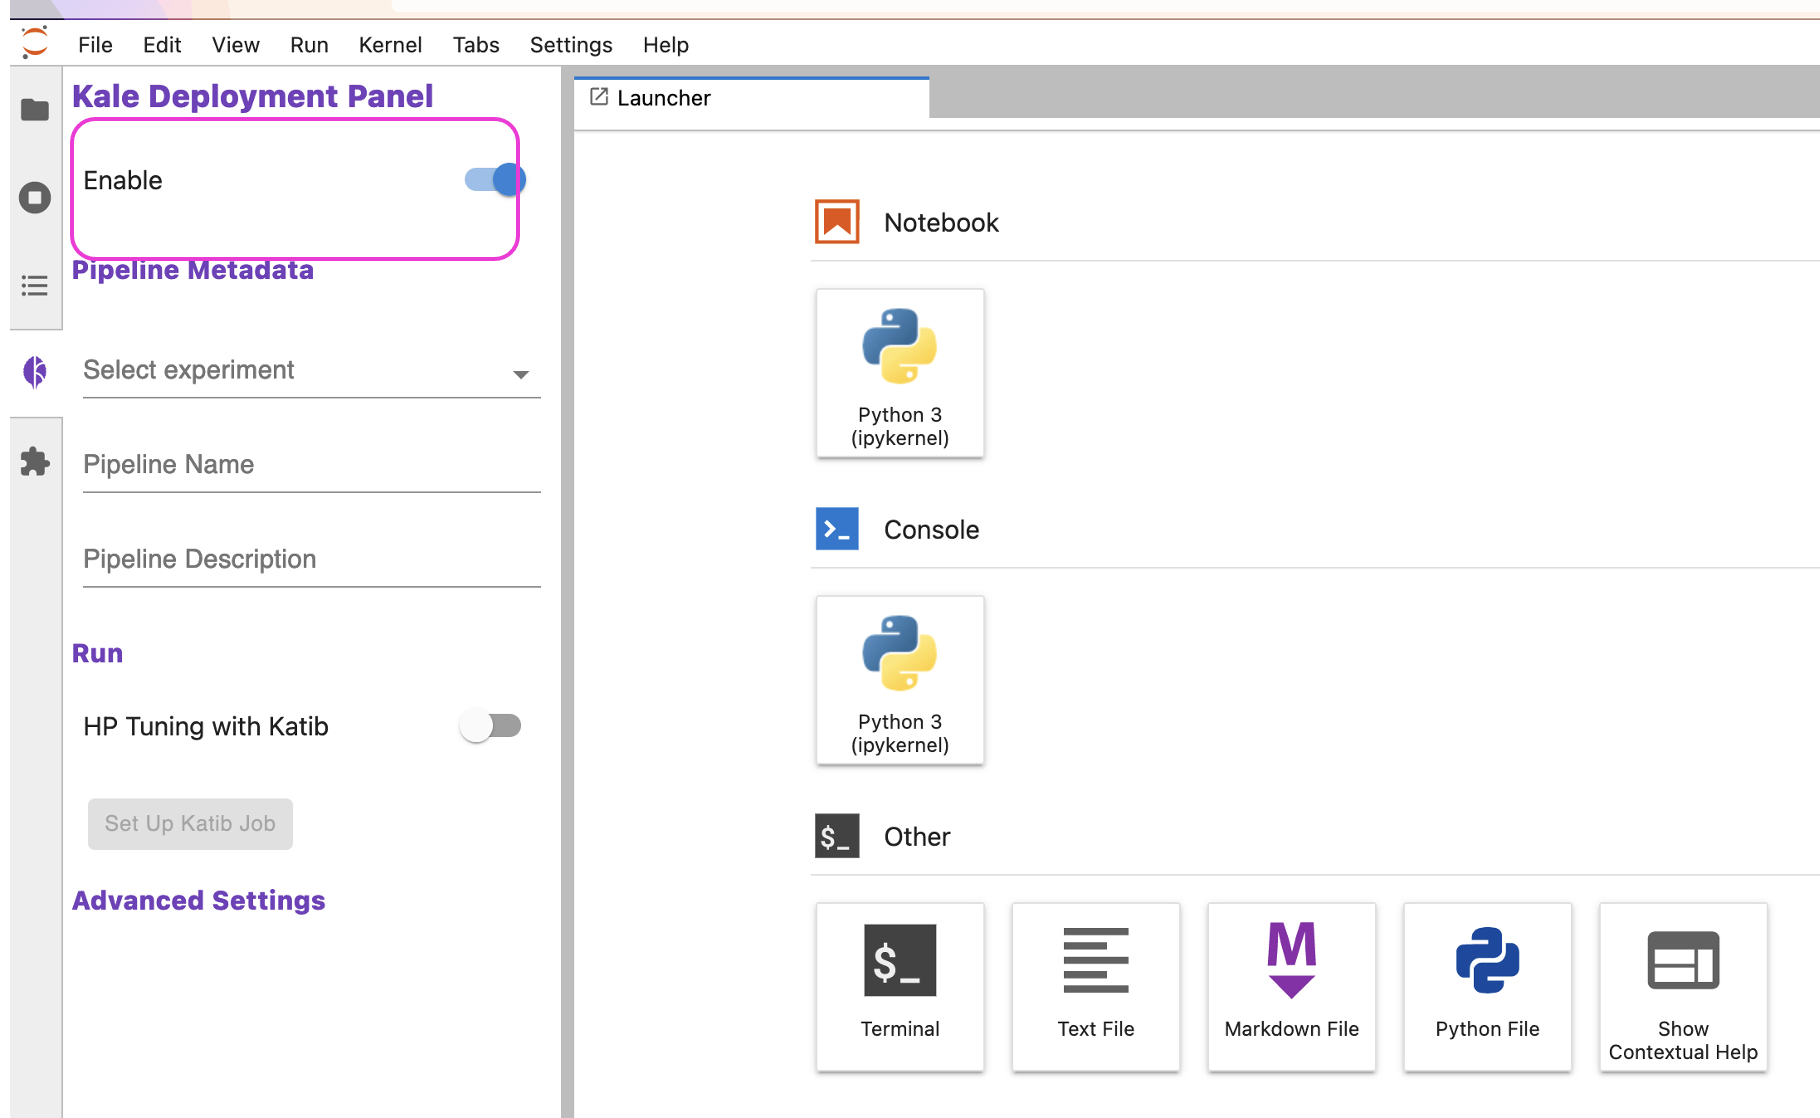 File Edit View Run Kernel Tabs Settings Help
Kale Deployment Panel
Enable
Pipeline Metadata
Select experiment
Pipeline Name
Pipeline Description
Run
HP Tuning with Katib
Set Up Katib Job
Advanced Settings
Launcher
Notebook
Python 3
(ipykernel)
Console
Python 3
(ipykernel)
$_ Other
$_
Terminal
Text File
M
Markdown File
Python File
Show
Contextual Help